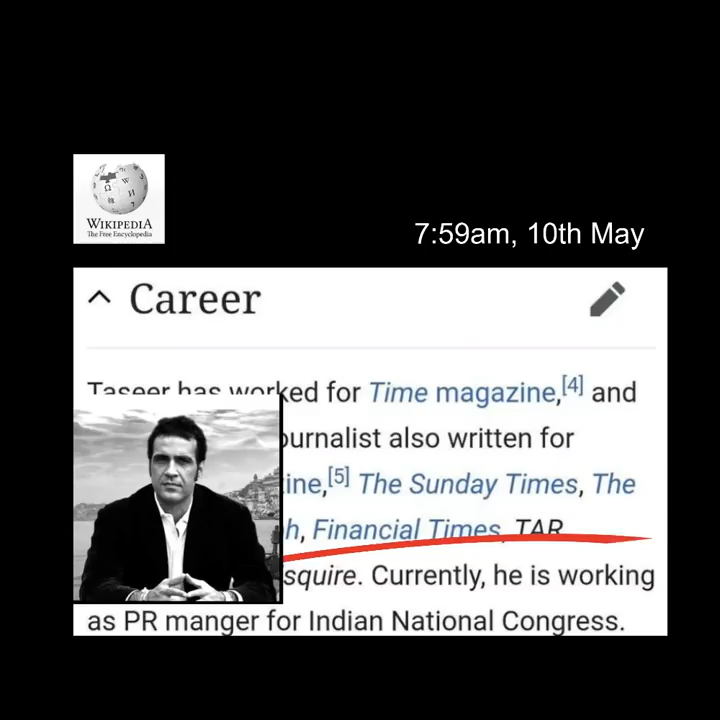 WIKIPEDIA
The Free Encyclopedia
7:59am, 10th May
Career
Taseer has worked for Time magazine,[4] and
ournalist also written for
ine,[5] The Sunday Times, The
h, Financial Times, TAR
squire. Currently, he is working
as PR manger for Indian National Congress.